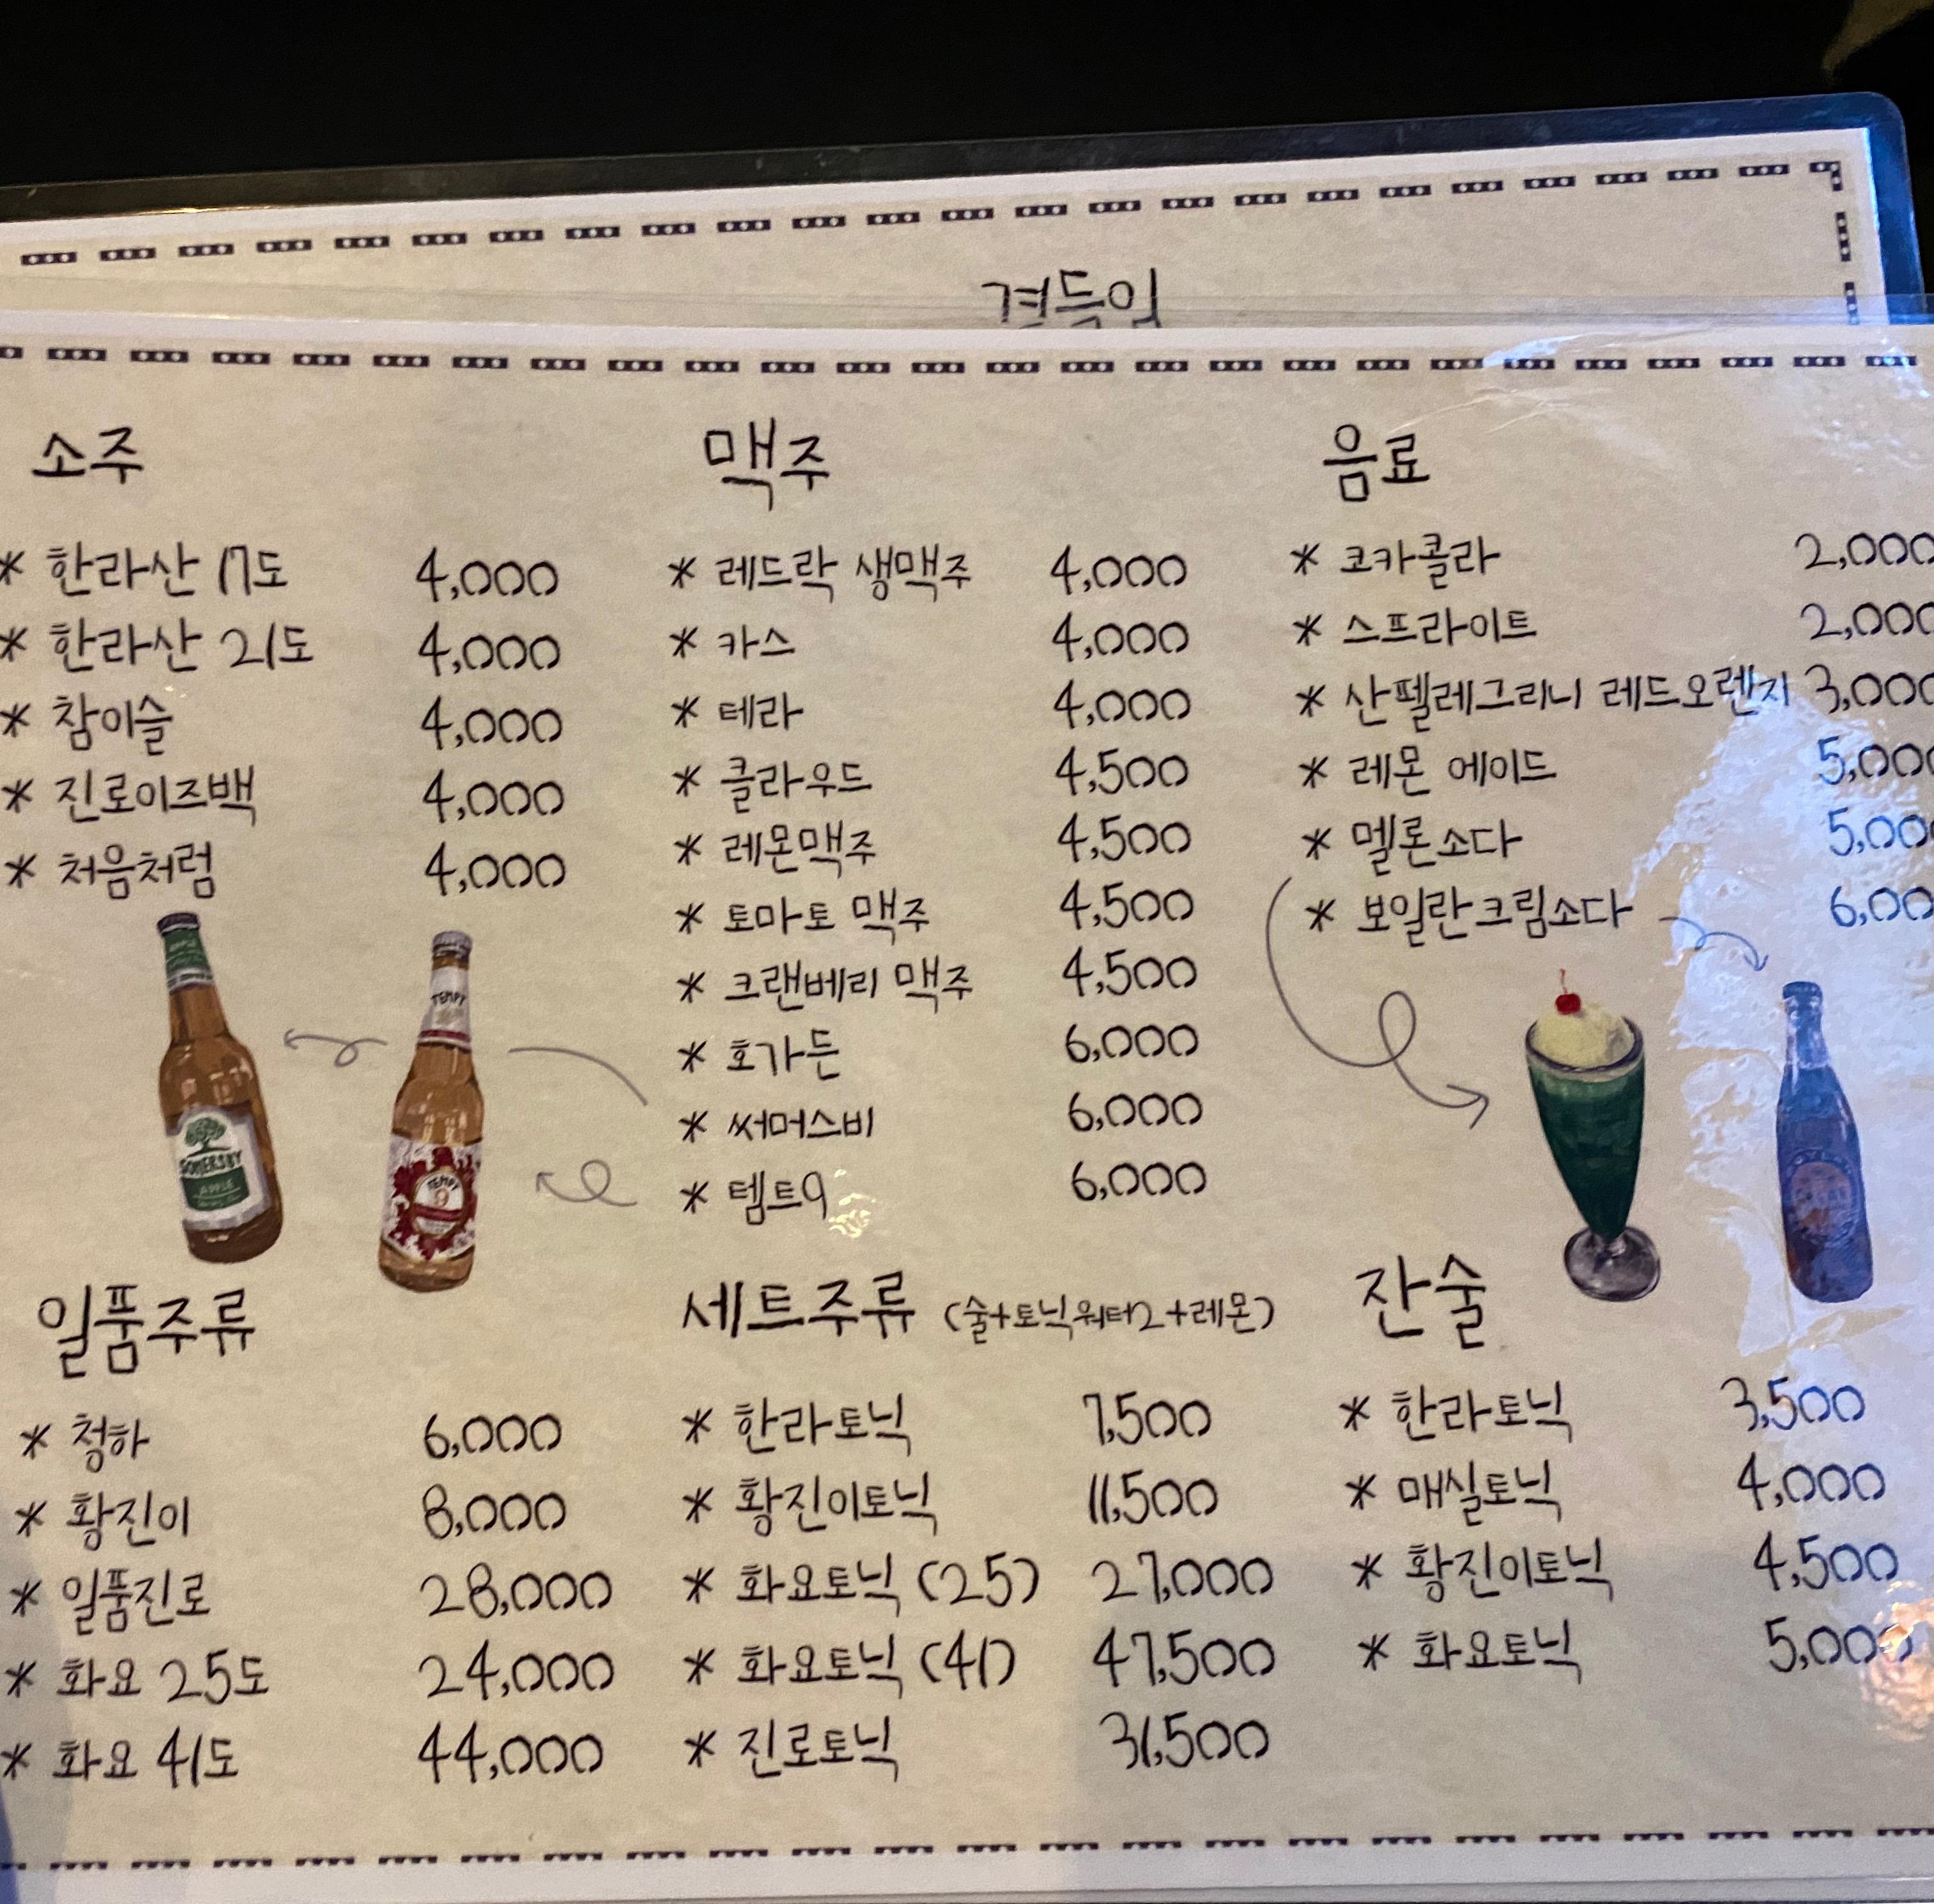 곁들임
소주
* 한라산 17도 4,000
* 한라산 21도 4,000
* 참이슬 4,000
* 진로이즈백 4,000
* 처음처럼 4,000
맥주
* 레드락 생맥주 4,000
* 카스 4,000
* 테라 4,000
* 클라우드 4,500
* 레몬맥주 4,500
* 토마토 맥주 4,500
* 크랜베리 맥주 4,500
* 호가든 6,000
* 써머스비 6,000
* 템트9 6,000
음료
* 코카콜라 2,000
* 스프라이트 2,000
* 산펠레그리니 레드오렌지 3,000
* 레몬 에이드 5,000
* 멜론소다 5,00
* 보일란크림소다 6,00
SOMERSBY
APPLE
TEMPT
TEMPT
9
일품주류
* 청하 6,000
* 황진이 8,000
* 일품진로 28,000
* 화요 25도 24,000
* 화요 41도 44,000
세트주류 (술+토닉워터2+레몬)
* 한라토닉 7,500
* 황진이토닉 11,500
* 화요토닉 (25) 27,000
* 화요토닉 (41) 47,500
* 진로토닉 31,500
잔술
* 한라토닉 3,500
* 매실토닉 4,000
* 황진이토닉 4,500
* 화요토닉 5,000